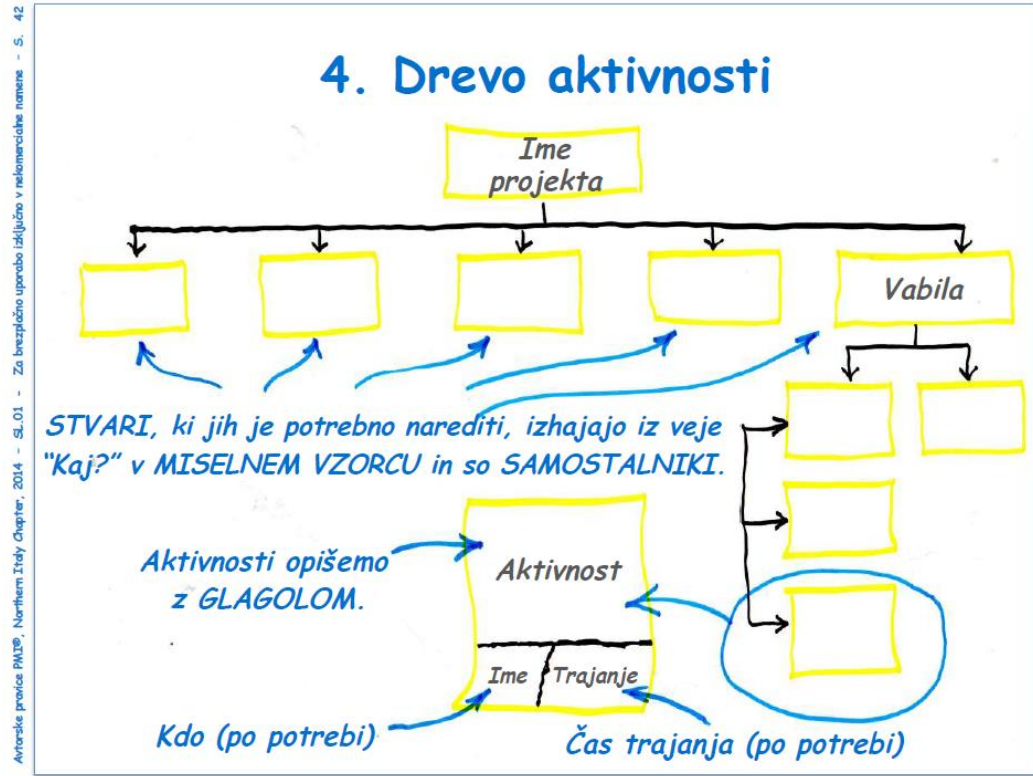 Avtorske pravice PMI®, Northern Italy Chapter, 2014 - SL.01 - Za brezplačno uporabo izključno v nekomercialne namene - S. 42
4. Drevo aktivnosti
Ime
projekta
Vabila
STVARI, ki jih je potrebno narediti, izhajajo iz veje
"Kaj?" v MISELNEM VZORCU in so SAMOSTALNIKI.
Aktivnosti opišemo
z GLAGOLOM.
Aktivnost
Ime
Trajanje
Kdo (po potrebi)
Čas trajanja (po potrebi)